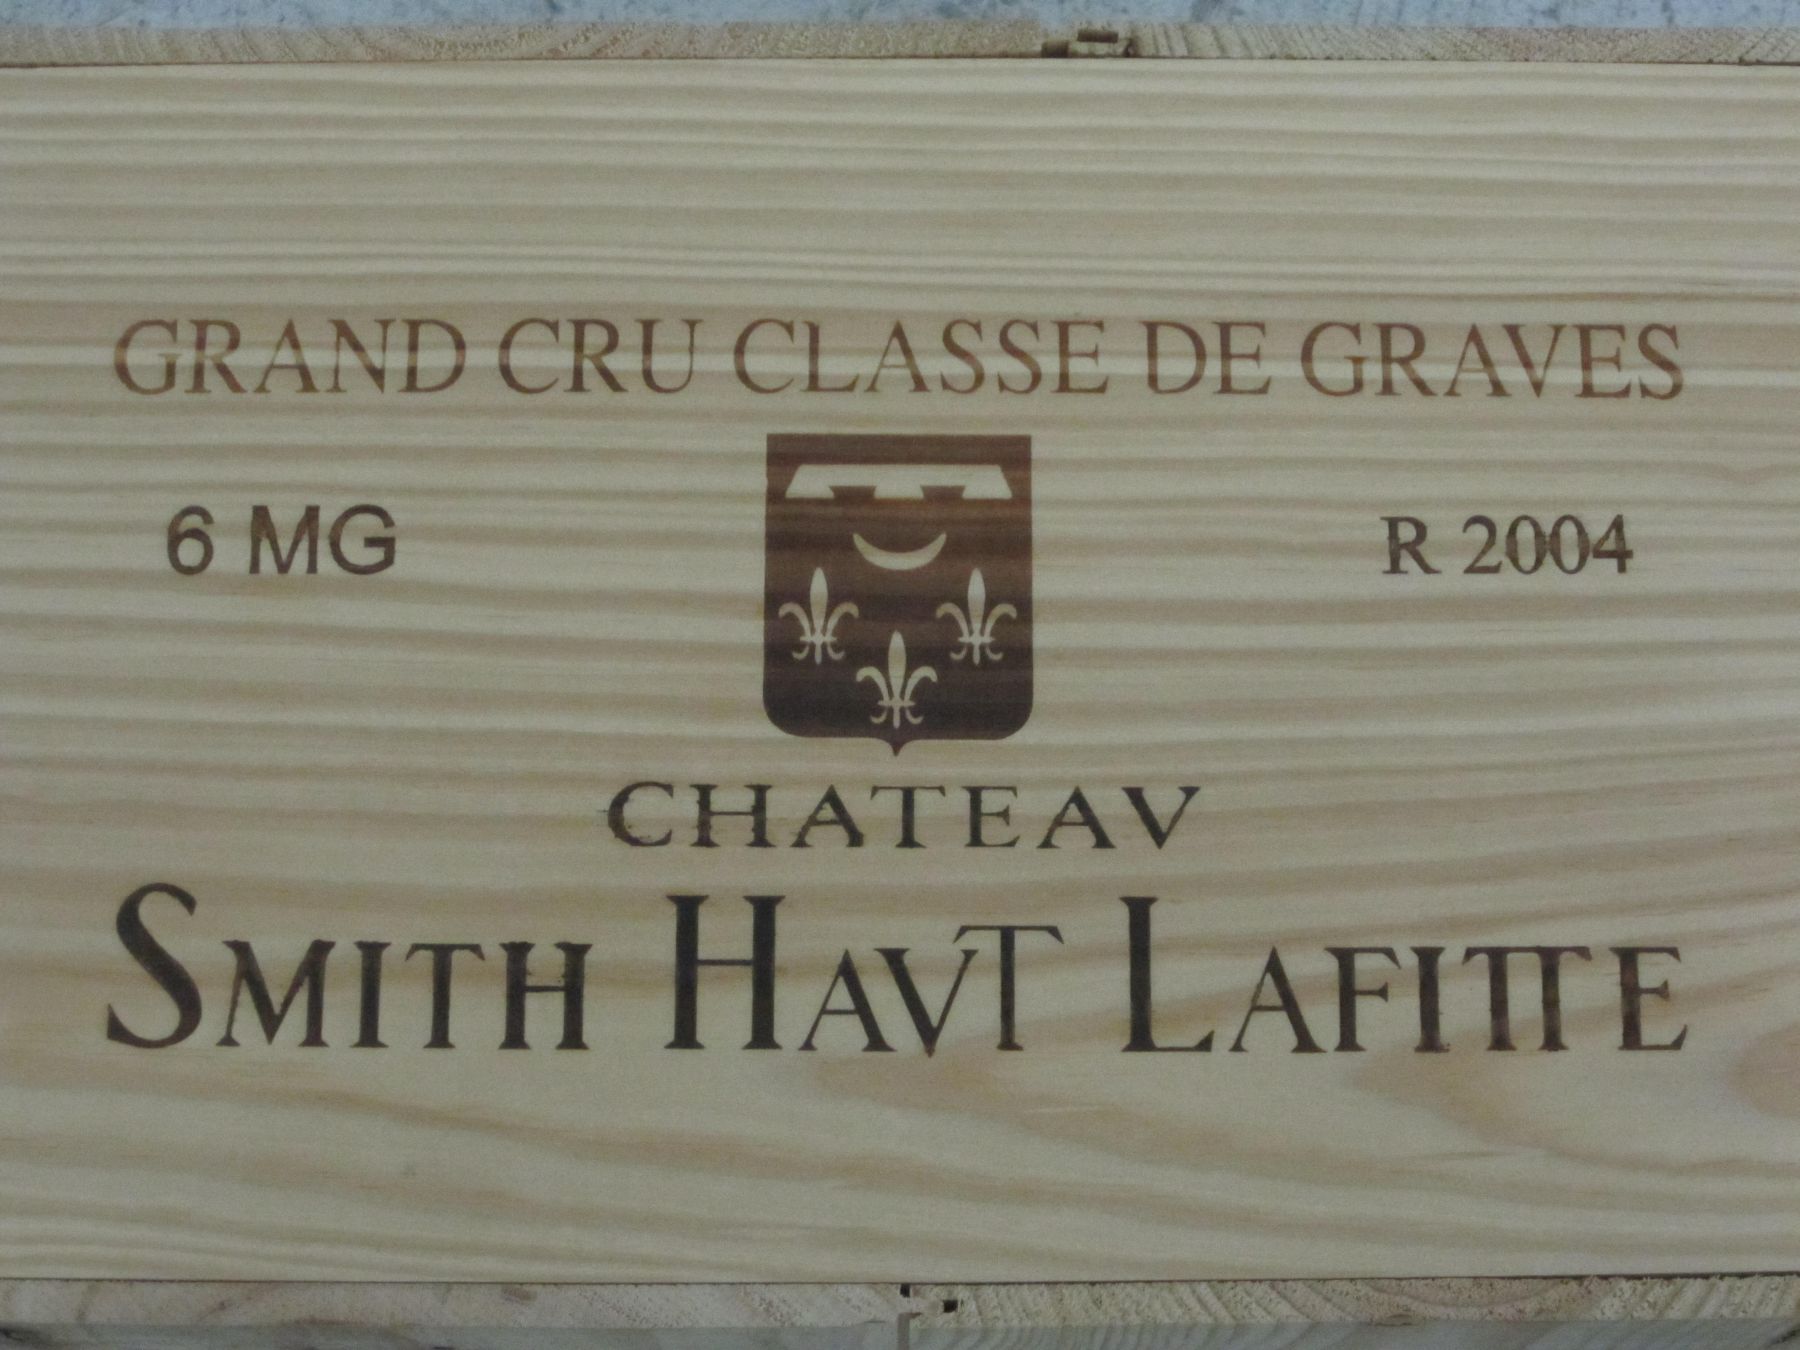 GRAND CRU CLASSE DE GRAVES
6 MG
R 2004
CHATEAV
SMITH HAVT LAFITTE